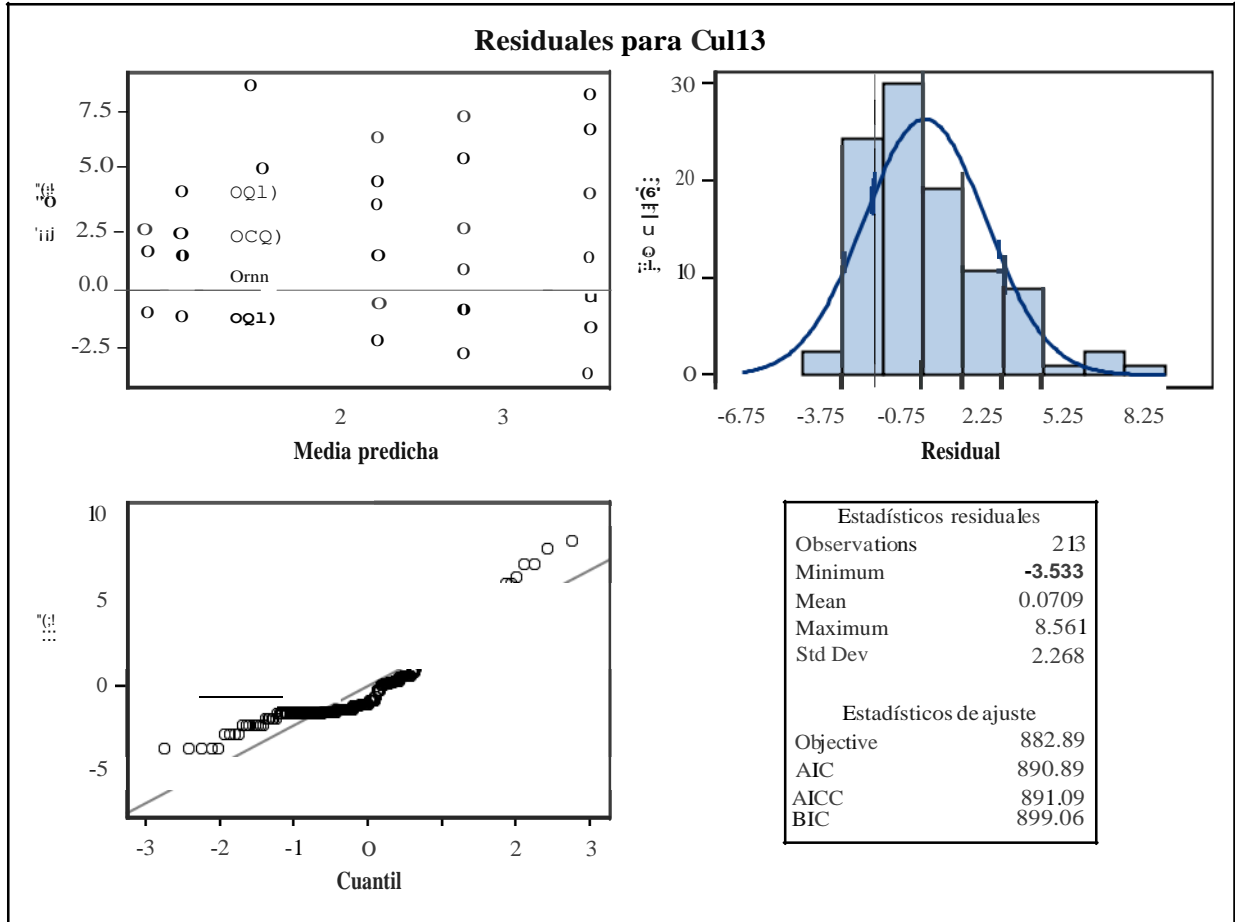 Residuales para Cul13
7.5
5.0
2.5
0.0
-2.5
2
3
Media predicha
30
20
10
0
-6.75
-3.75
-0.75
2.25
5.25
8.25
Residual
10
5
0
-5
-3
-2
-1
O
2
3
Cuantil
Estadísticos residuales
Observations 213
Minimum -3.533
Mean 0.0709
Maximum 8.561
Std Dev 2.268
Estadísticos de ajuste
Objective 882.89
AIC 890.89
AICC 891.09
BIC 899.06